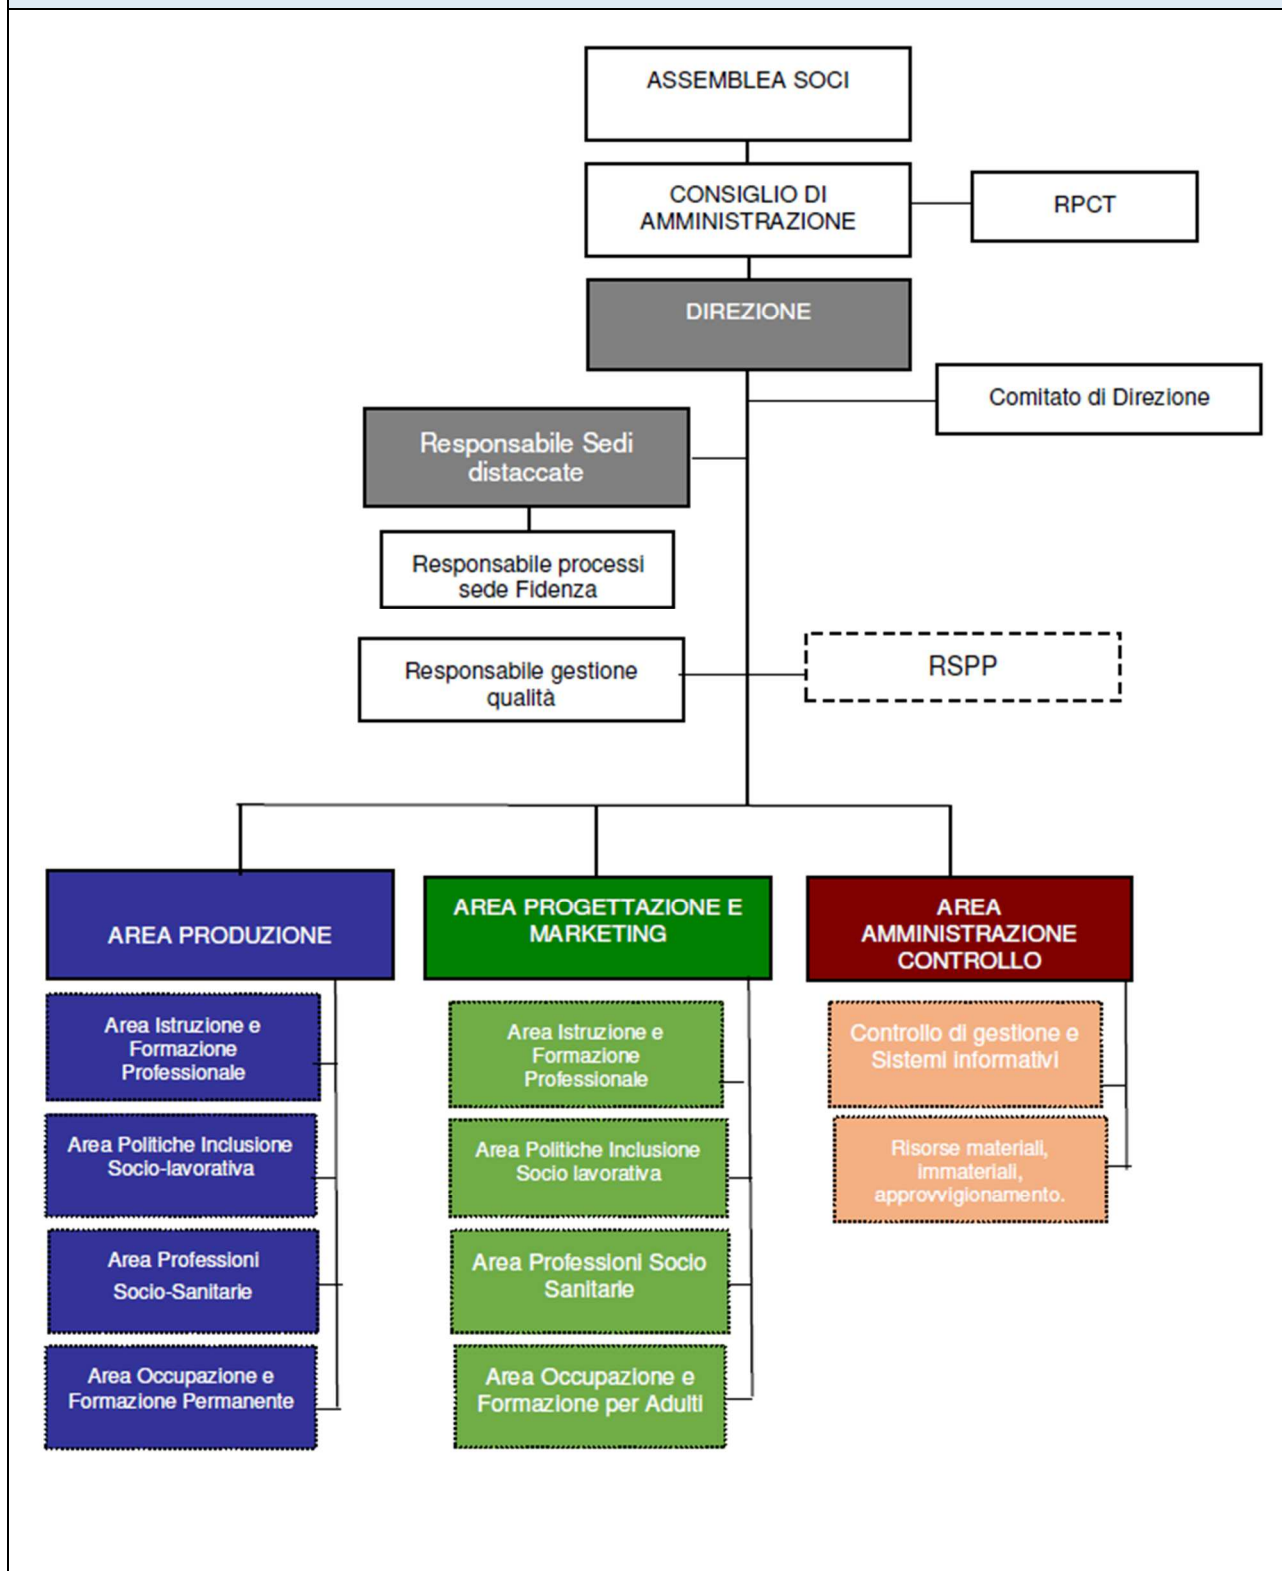 ASSEMBLEA SOCI
CONSIGLIO DI
AMMINISTRAZIONE
RPCT
DIREZIONE
Comitato di Direzione
Responsabile Sedi
distaccate
Responsabile processi
sede Fidenza
Responsabile gestione
qualità
RSPP
AREA PRODUZIONE
Area Istruzione e
Formazione
Professionale
Area Politiche Inclusione
Socio-lavorativa
Area Professioni
Socio-Sanitarie
Area Occupazione e
Formazione Permanente
AREA PROGETTAZIONE E
MARKETING
Area Istruzione e
Formazione
Professionale
Area Politiche Inclusione
Socio lavorativa
Area Professioni Socio
Sanitarie
Area Occupazione e
Formazione per Adulti
AREA
AMMINISTRAZIONE
CONTROLLO
Controllo di gestione e
Sistemi informativi
Risorse materiali,
immateriali,
approvvigionamento.